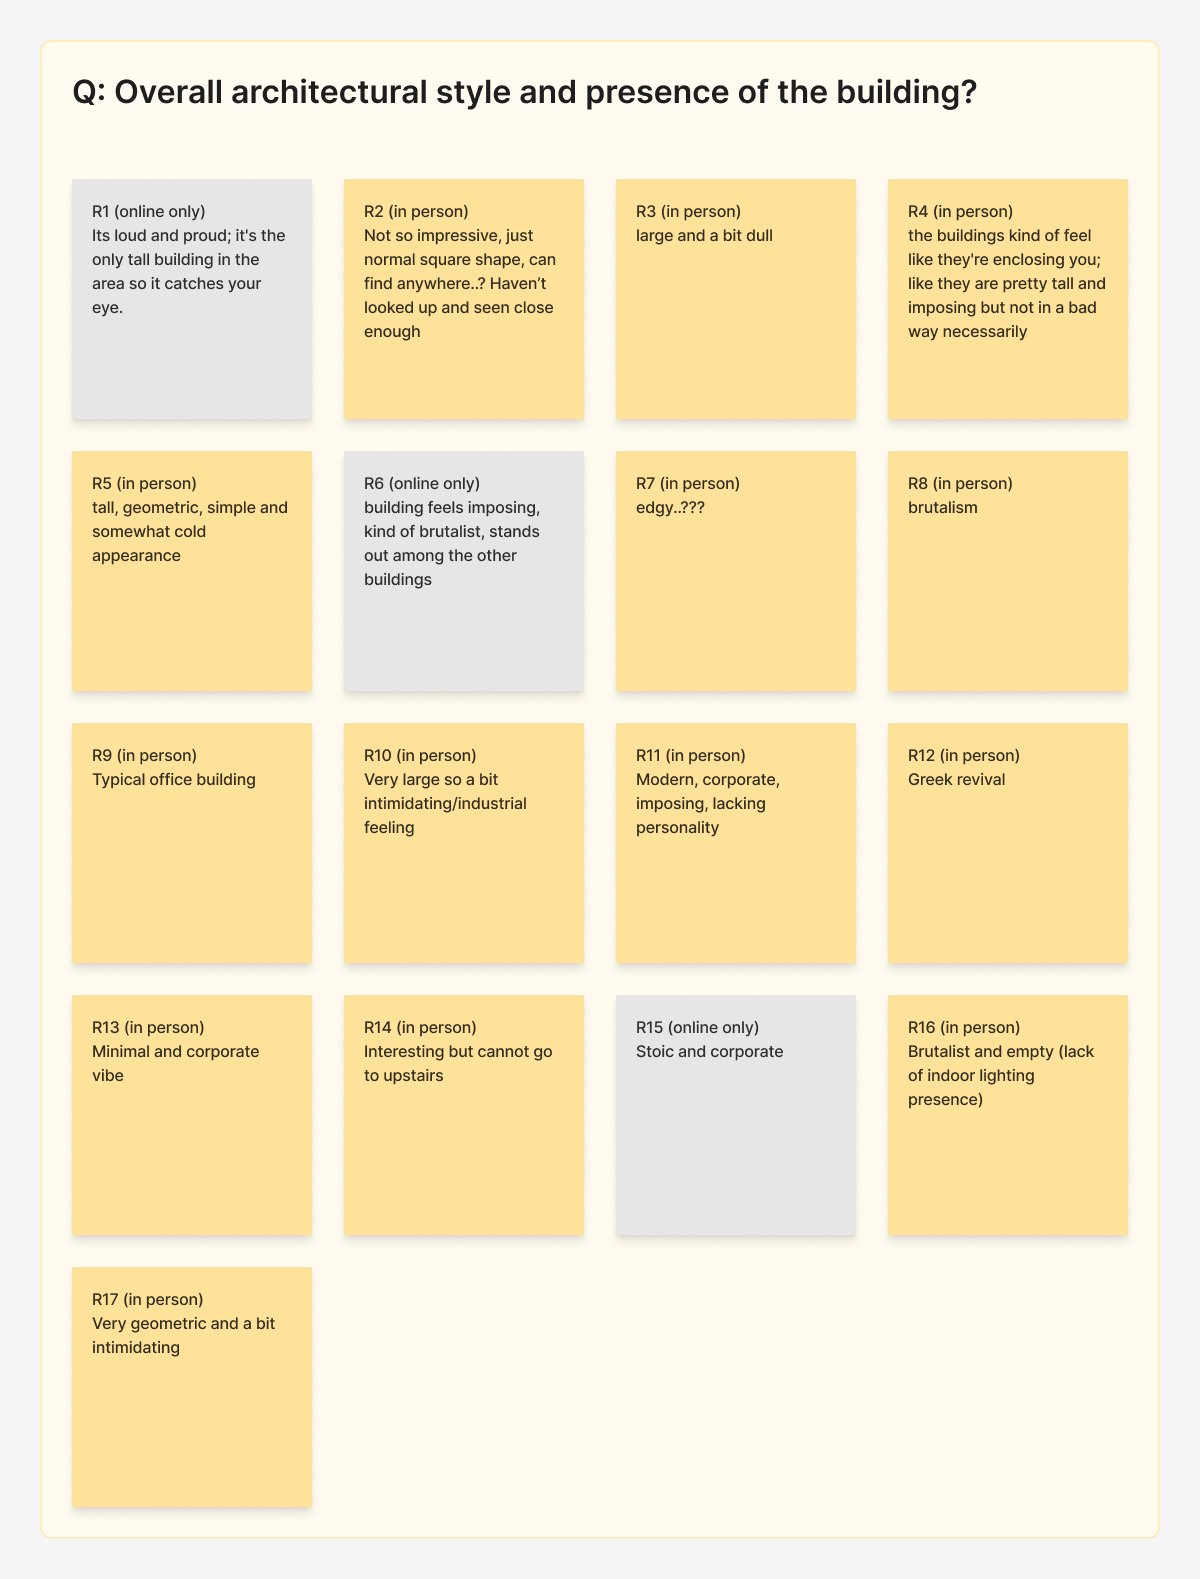 Q: Overall architectural style and presence of the building?
R1 (online only)
Its loud and proud; it's the
only tall building in the
area so it catches your
eye.
R2 (in person)
Not so impressive, just
normal square shape, can
find anywhere..? Haven’t
looked up and seen close
enough
R3 (in person)
large and a bit dull
R4 (in person)
the buildings kind of feel
like they're enclosing you;
like they are pretty tall and
imposing but not in a bad
way necessarily
R5 (in person)
tall, geometric, simple and
somewhat cold
appearance
R6 (online only)
building feels imposing,
kind of brutalist, stands
out among the other
buildings
R7 (in person)
edgy..???
R8 (in person)
brutalism
R9 (in person)
Typical office building
R10 (in person)
Very large so a bit
intimidating/industrial
feeling
R11 (in person)
Modern, corporate,
imposing, lacking
personality
R12 (in person)
Greek revival
R13 (in person)
Minimal and corporate
vibe
R14 (in person)
Interesting but cannot go
to upstairs
R15 (online only)
Stoic and corporate
R16 (in person)
Brutalist and empty (lack
of indoor lighting
presence)
R17 (in person)
Very geometric and a bit
intimidating